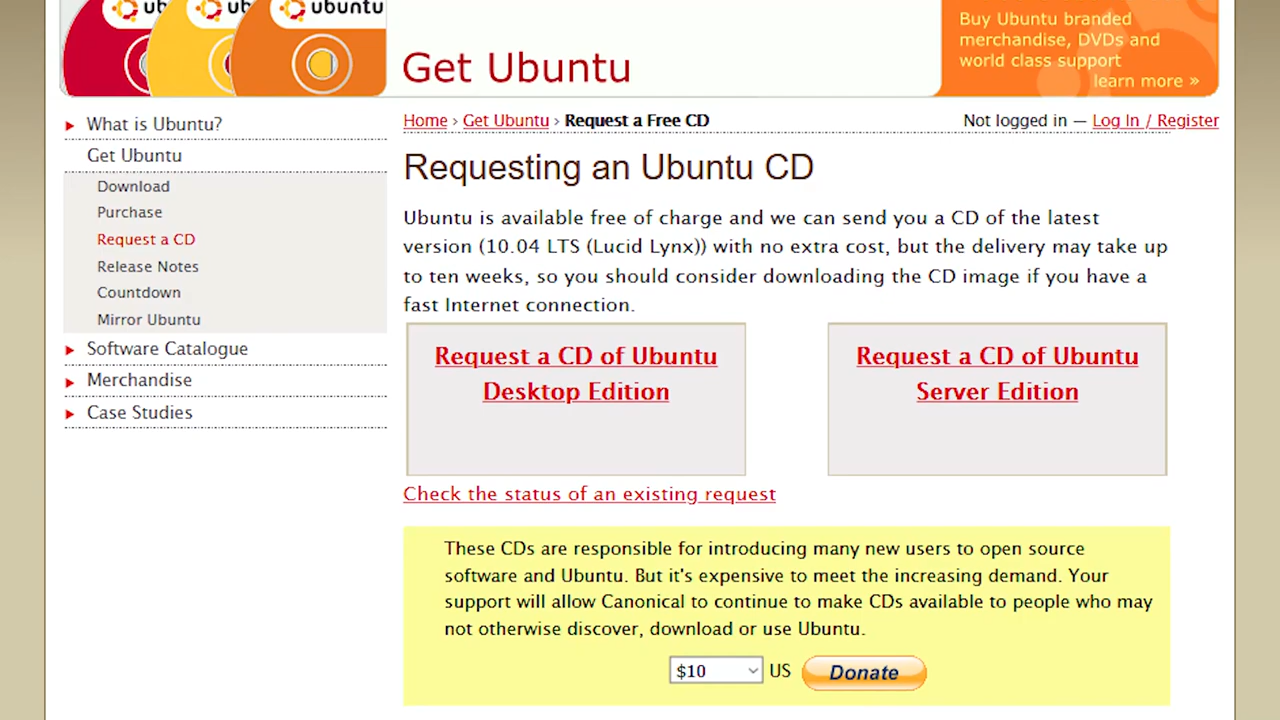 ub
ub
ubuntu
Get Ubuntu
Buy Ubuntu branded
merchandise, DVDs and
world class support
learn more »
What is Ubuntu?
Get Ubuntu
Download
Purchase
Request a CD
Release Notes
Countdown
Mirror Ubuntu
Software Catalogue
Merchandise
Case Studies
Home › Get Ubuntu › Request a Free CD
Not logged in — Log In / Register
Requesting an Ubuntu CD
Ubuntu is available free of charge and we can send you a CD of the latest
version (10.04 LTS (Lucid Lynx)) with no extra cost, but the delivery may take up
to ten weeks, so you should consider downloading the CD image if you have a
fast Internet connection.
Request a CD of Ubuntu
Desktop Edition
Request a CD of Ubuntu
Server Edition
Check the status of an existing request
These CDs are responsible for introducing many new users to open source
software and Ubuntu. But it's expensive to meet the increasing demand. Your
support will allow Canonical to continue to make CDs available to people who may
not otherwise discover, download or use Ubuntu.
$10 US Donate